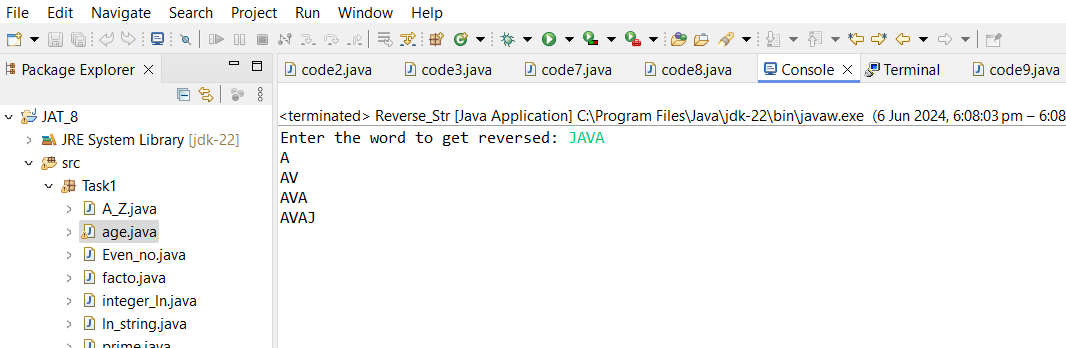 File Edit Navigate Search Project Run Window Help
Package Explorer
code2.java code3.java code7.java code8.java Console Terminal code9.java
JAT_8
JRE System Library [jdk-22]
src
Task1
A_Z.java
age.java
Even_no.java
facto.java
integer_In.java
In_string.java
prime.java
<terminated> Reverse_Str [Java Application] C:\Program Files\Java\jdk-22\bin\javaw.exe (6 Jun 2024, 6:08:03 pm – 6:08
Enter the word to get reversed: JAVA
A
AV
AVA
AVAJ